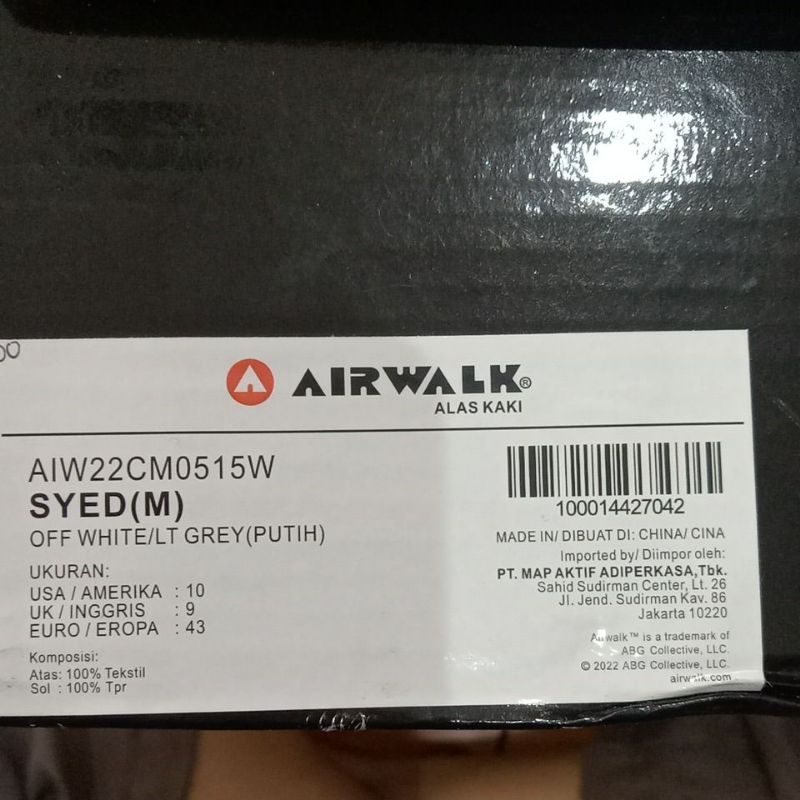 AIRWALK®
ALAS KAKI
AIW22CM0515W
SYED(M)
OFF WHITE/LT GREY(PUTIH)
UKURAN:
USA / AMERIKA : 10
UK / INGGRIS : 9
EURO / EROPA : 43
Komposisi:
Atas: 100% Tekstil
Sol : 100% Tpr
100014427042
MADE IN/ DIBUAT DI: CHINA/ CINA
Imported by/ Diimpor oleh:
PT. MAP AKTIF ADIPERKASA,Tbk.
Sahid Sudirman Center, Lt. 26
Jl. Jend. Sudirman Kav. 86
Jakarta 10220
Airwalk™ is a trademark of
ABG Collective, LLC.
© 2022 ABG Collective, LLC.
airwalk.com